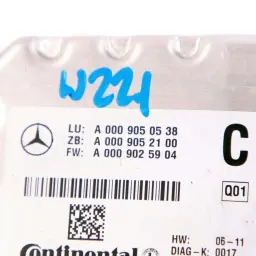 W221
LU: A 000 905 05 38
ZB: A 000 905 21 00
FW: A 000 902 59 04
C
Q01
Continental
HW: 06-11
DIAG-K: 0017